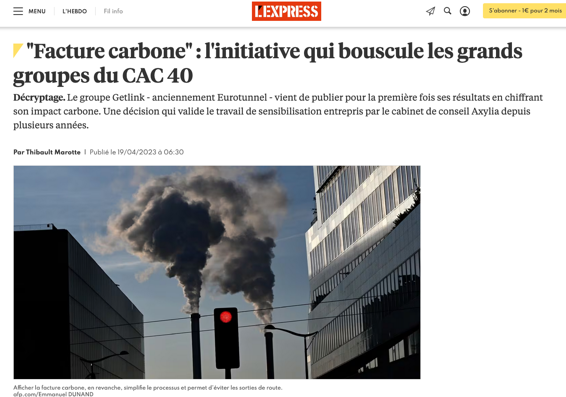 MENU L'HEBDO Fil info L'EXPRESS S'abonner - 1€ pour 2 mois
"Facture carbone" : l'initiative qui bouscule les grands
groupes du CAC 40
Décryptage. Le groupe Getlink - anciennement Eurotunnel - vient de publier pour la première fois ses résultats en chiffrant
son impact carbone. Une décision qui valide le travail de sensibilisation entrepris par le cabinet de conseil Axylia depuis
plusieurs années.
Par Thibault Marotte | Publié le 19/04/2023 à 06:30
Afficher la facture carbone, en revanche, simplifie le processus et permet d'éviter les sorties de route.
afp.com/Emmanuel DUNAND